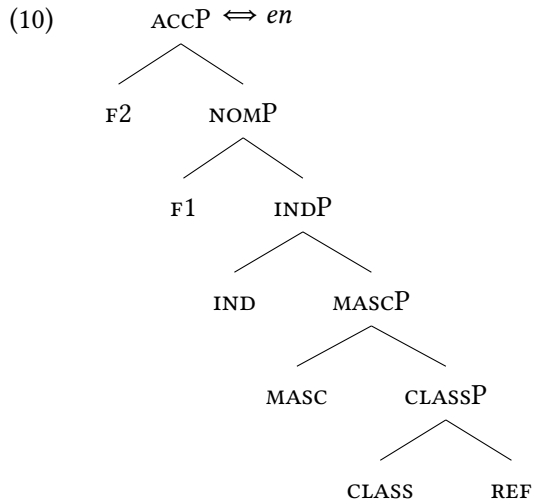 (10) ACCP ⇔ en
F2 NOMP
F1 INDP
IND MASCP
MASC CLASSP
CLASS REF